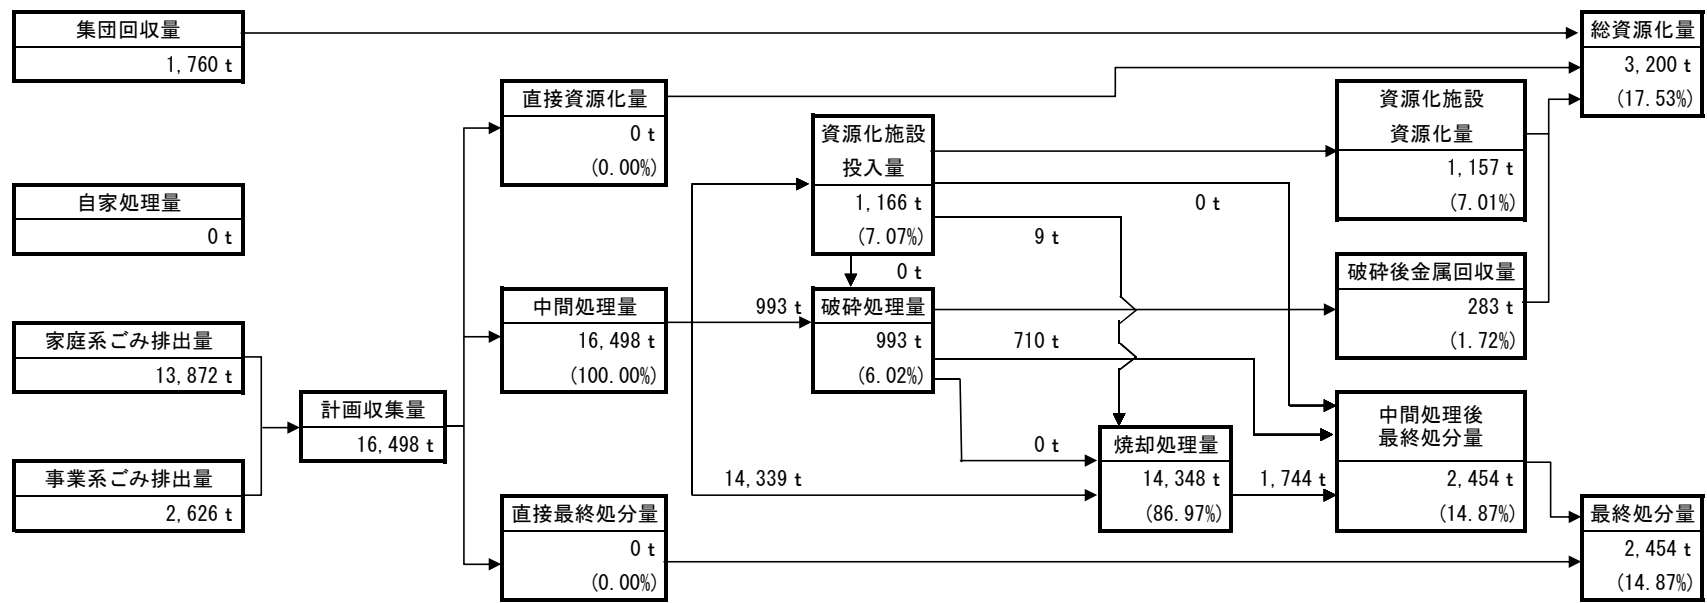 集団回収量
1,760 t
自家処理量
0 t
家庭系ごみ排出量
13,872 t
事業系ごみ排出量
2,626 t
計画収集量
16,498 t
直接資源化量
0 t
(0.00%)
中間処理量
16,498 t
(100.00%)
直接最終処分量
0 t
(0.00%)
993 t
14,339 t
資源化施設
投入量
1,166 t
(7.07%)
0 t
破砕処理量
993 t
(6.02%)
0 t
9 t
710 t
0 t
焼却処理量
14,348 t
(86.97%)
1,744 t
資源化施設
資源化量
1,157 t
(7.01%)
破砕後金属回収量
283 t
(1.72%)
中間処理後
最終処分量
2,454 t
(14.87%)
総資源化量
3,200 t
(17.53%)
最終処分量
2,454 t
(14.87%)